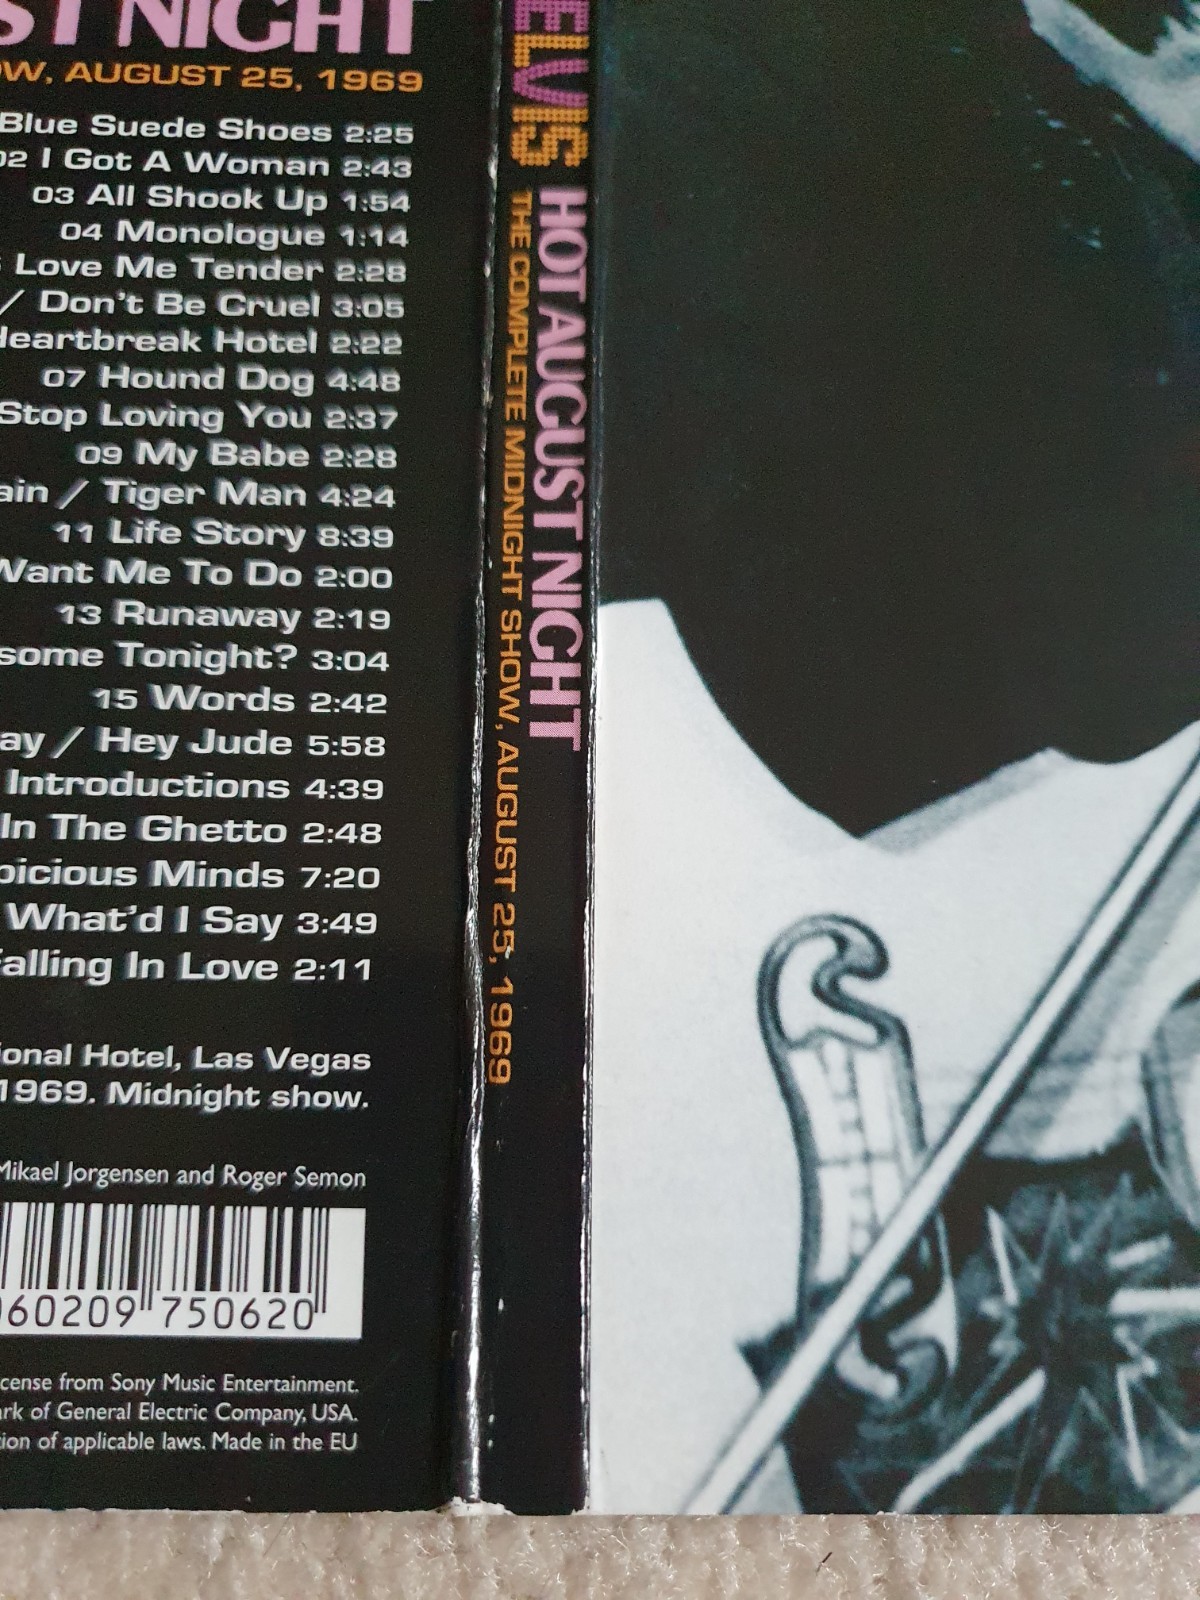 ST NIGHT
OW, AUGUST 25, 1969
Blue Suede Shoes 2:25
02 I Got A Woman 2:43
03 All Shook Up 1:54
04 Monologue 1:14
Love Me Tender 2:28
/ Don't Be Cruel 3:05
Heartbreak Hotel 2:22
07 Hound Dog 4:48
Stop Loving You 2:37
09 My Babe 2:28
ain / Tiger Man 4:24
11 Life Story 8:39
Want Me To Do 2:00
13 Runaway 2:19
some Tonight? 3:04
15 Words 2:42
ay / Hey Jude 5:58
Introductions 4:39
In The Ghetto 2:48
picious Minds 7:20
What'd I Say 3:49
Falling In Love 2:11
ional Hotel, Las Vegas
1969. Midnight show.
Mikael Jorgensen and Roger Semon
060209 750620
cense from Sony Music Entertainment.
ark of General Electric Company, USA.
tion of applicable laws. Made in the EU
ELVIS HOT AUGUST NIGHT
THE COMPLETE MIDNIGHT SHOW, AUGUST 25, 1969